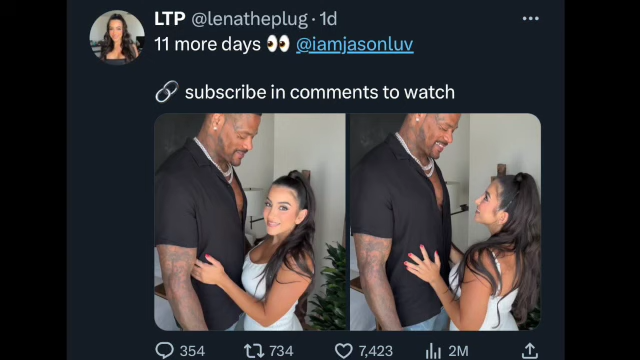 LTP @lenatheplug · 1d
11 more days 👀 @iamjasonluv
🔗 subscribe in comments to watch
354 734 7,423 2M